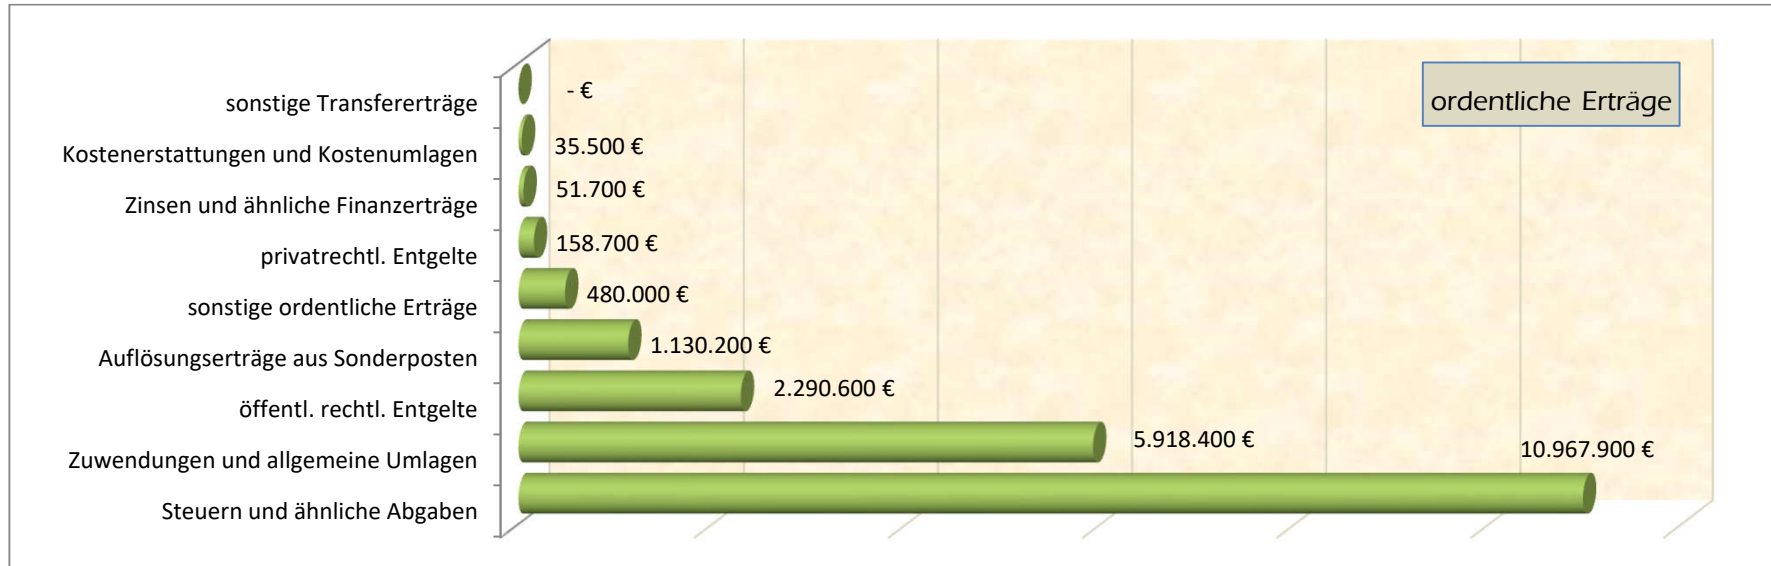 ordentliche Erträge
sonstige Transfererträge - €
Kostenerstattungen und Kostenumlagen 35.500 €
Zinsen und ähnliche Finanzerträge 51.700 €
privatrechtl. Entgelte 158.700 €
sonstige ordentliche Erträge 480.000 €
Auflösungserträge aus Sonderposten 1.130.200 €
öffentl. rechtl. Entgelte 2.290.600 €
Zuwendungen und allgemeine Umlagen 5.918.400 €
Steuern und ähnliche Abgaben 10.967.900 €